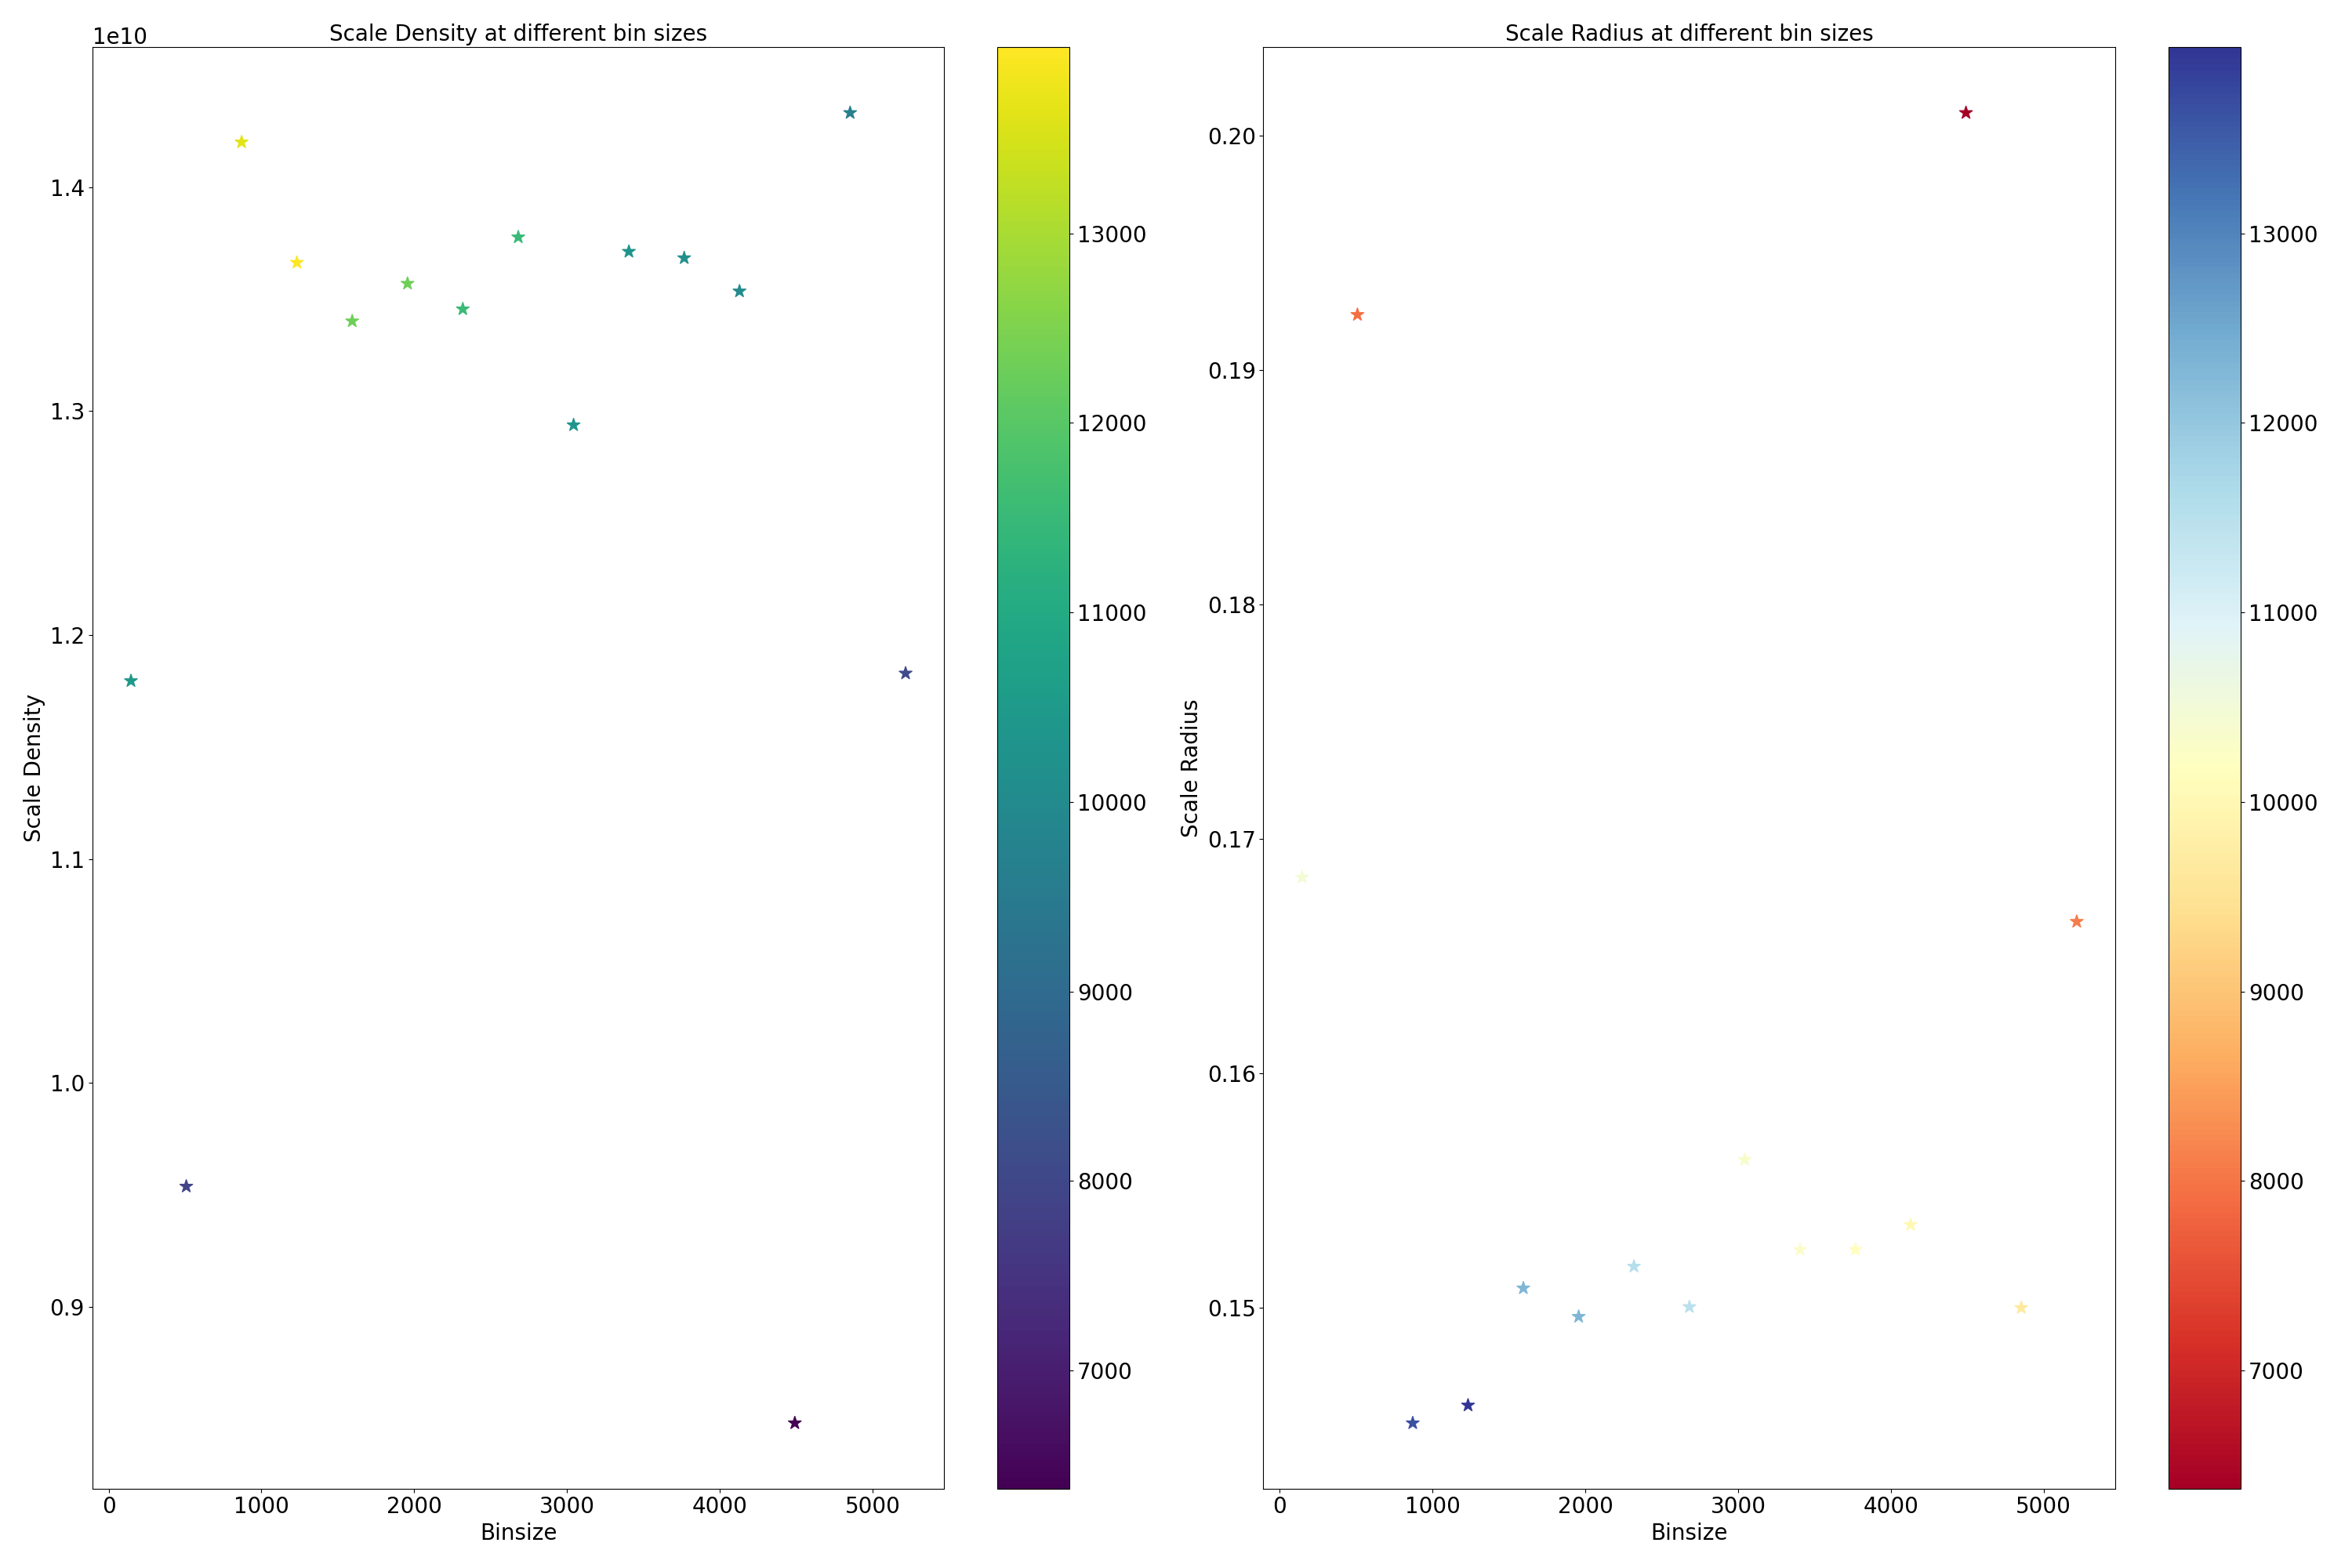 Scale Density at different bin sizes
1e10
1.4
1.3
1.2
1.1
1.0
0.9
Scale Density
0 1000 2000 3000 4000 5000
Binsize
13000
12000
11000
10000
9000
8000
7000
Scale Radius at different bin sizes
0.20
0.19
0.18
0.17
0.16
0.15
Scale Radius
0 1000 2000 3000 4000 5000
Binsize
13000
12000
11000
10000
9000
8000
7000